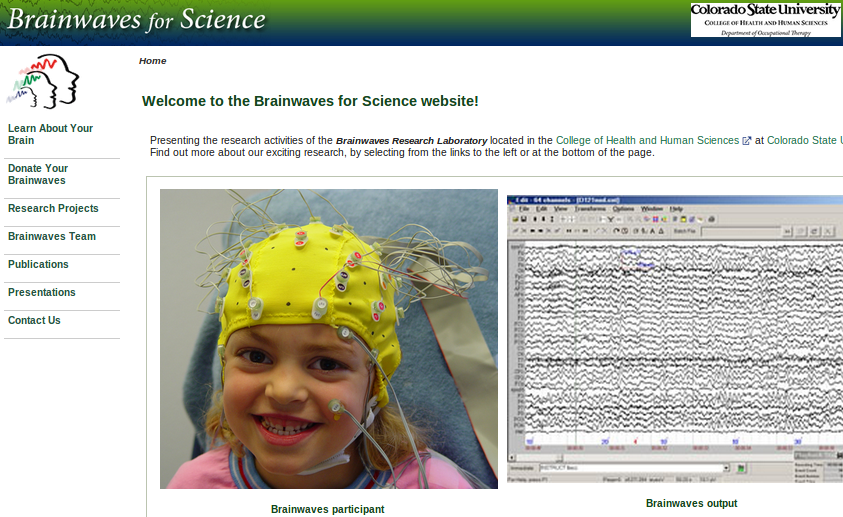 Brainwaves for Science
Colorado State University
COLLEGE OF HEALTH AND HUMAN SCIENCES
Department of Occupational Therapy
Home
Welcome to the Brainwaves for Science website!
Learn About Your
Brain
Donate Your
Brainwaves
Research Projects
Brainwaves Team
Publications
Presentations
Contact Us
Presenting the research activities of the Brainwaves Research Laboratory located in the College of Health and Human Sciences at Colorado State U
Find out more about our exciting research, by selecting from the links to the left or at the bottom of the page.
Edit - 64 channels -
File Edit View Transforms Options Window Help
Brainwaves participant
Brainwaves output